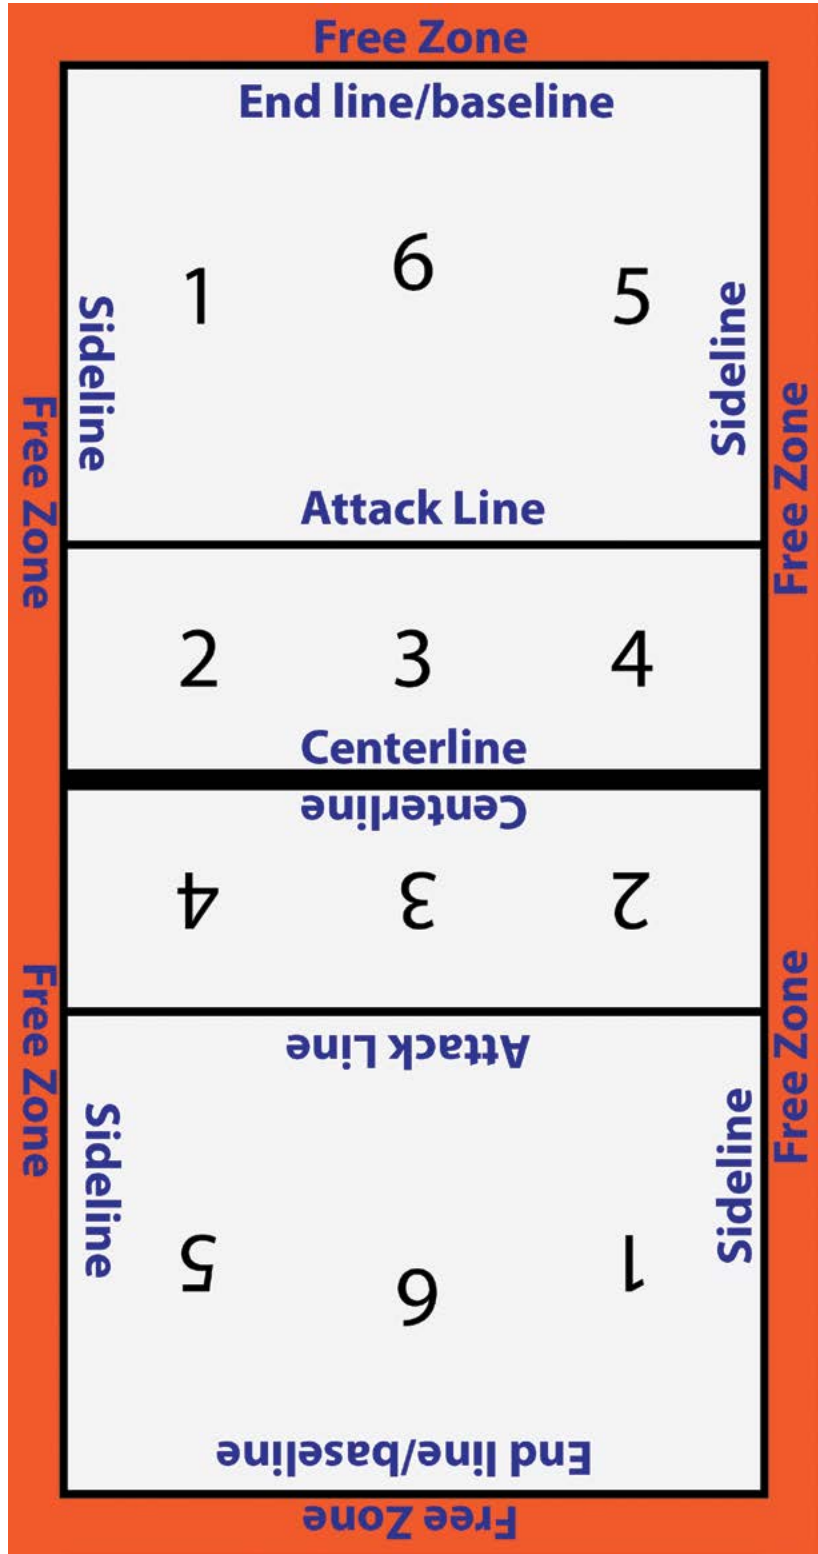 Free Zone
End line/baseline
1 6 5
Sideline
Sideline
Free Zone
Free Zone
Attack Line
2 3 4
Centerline
Centerline
4 3 2
Attack Line
Free Zone
Free Zone
Sideline
Sideline
5 6 1
End line/baseline
Free Zone